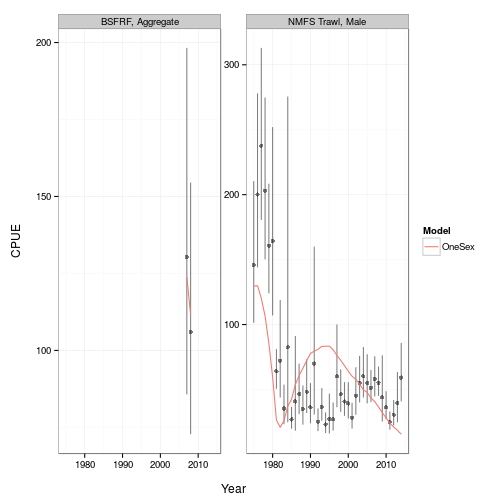 BSFRF, Aggregate
NMFS Trawl, Male
200
150
100
300
200
100
CPUE
1980 1990 2000 2010
1980 1990 2000 2010
Year
Model
OneSex